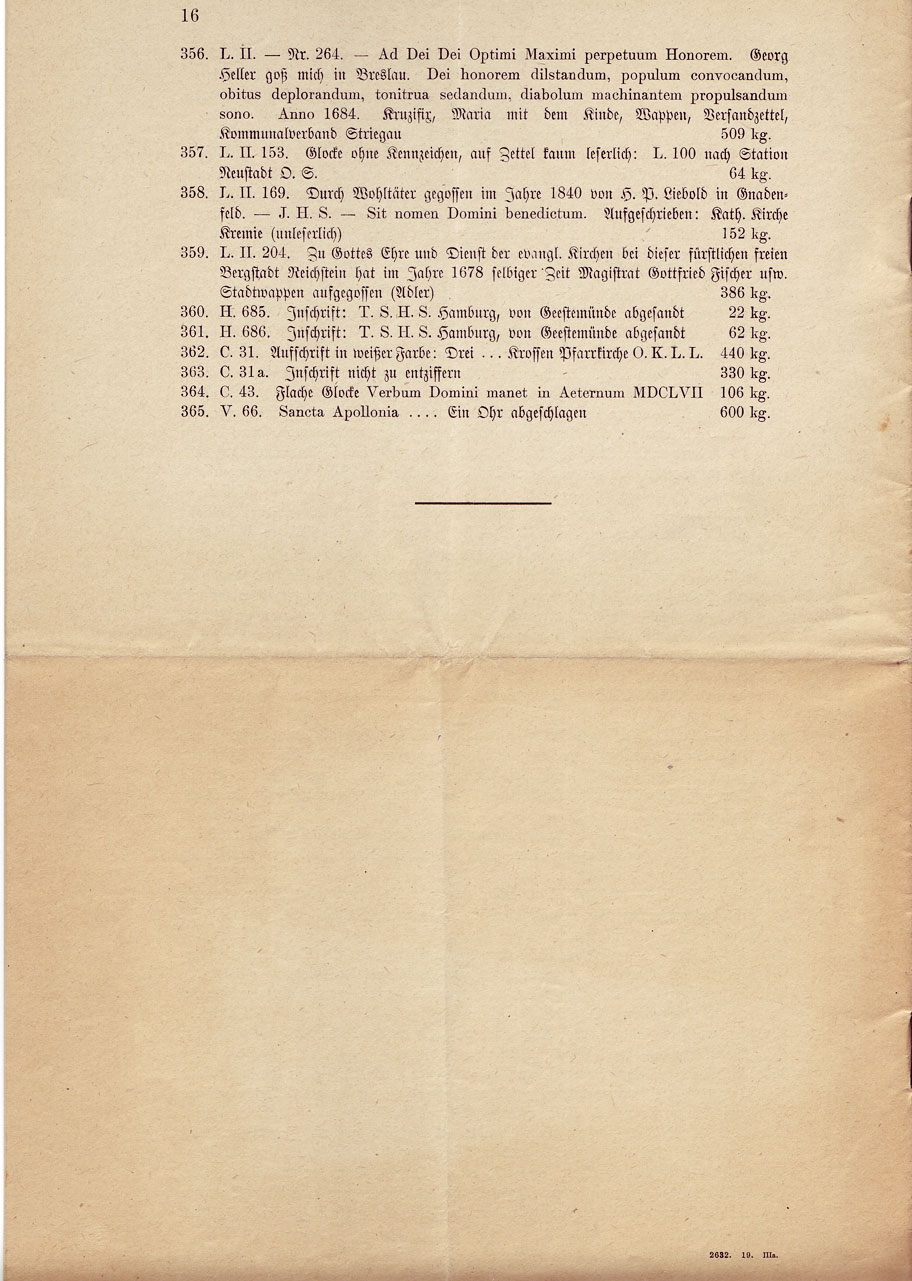 16
356. L. II. — Nr. 264. — Ad Dei Dei Optimi Maximi perpetuum Honorem. Georg
Heller goß mich in Breslau. Dei honorem dilstandum, populum convocandum,
obitus deplorandum, tonitrua sedandum, diabolum machinantem propulsandum
sono. Anno 1684. Kruzifix, Maria mit dem Kinde, Wappen, Versandzettel,
Kommunalverband Striegau 509 kg.
357. L. II. 153. Glocke ohne Kennzeichen, auf Zettel kaum leserlich: L. 100 nach Station
Neustadt O. S. 64 kg.
358. L. II. 169. Durch Wohltäter gegossen im Jahre 1840 von H. P. Liebold in Gnaden-
feld. — J. H. S. — Sit nomen Domini benedictum. Aufgeschrieben: Kath. Kirche
Kremie (unleserlich) 152 kg.
359. L. II. 204. Zu Gottes Ehre und Dienst der evangl. Kirchen bei dieser fürstlichen freien
Bergstadt Reichstein hat im Jahre 1678 selbiger Zeit Magistrat Gottfried Fischer usw.
Stadtwappen aufgegossen (Adler) 386 kg.
360. H. 685. Inschrift: T. S. H. S. Hamburg, von Geestemünde abgesandt 22 kg.
361. H. 686. Inschrift: T. S. H. S. Hamburg, von Geestemünde abgesandt 62 kg.
362. C. 31. Aufschrift in weißer Farbe: Drei ... Krossen Pfarrkirche O. K. L. L. 440 kg.
363. C. 31a. Inschrift nicht zu entziffern 330 kg.
364. C. 43. Flache Glocke Verbum Domini manet in Aeternum MDCLVII 106 kg.
365. V. 66. Sancta Apollonia .... Ein Ohr abgeschlagen 600 kg.
2632. 19. IIIa.